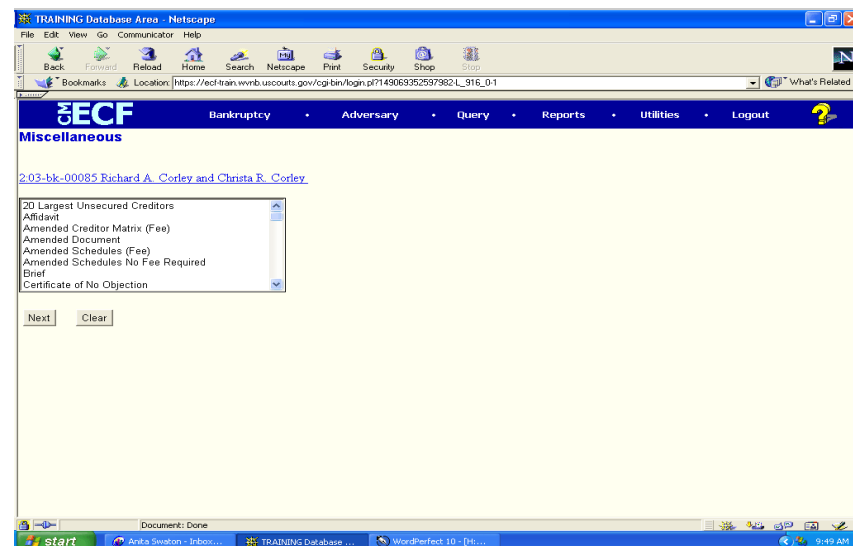 TRAINING Database Area - Netscape
File Edit View Go Communicator Help
Back Forward Reload Home Search Netscape Print Security Shop Stop
Bookmarks Location: https://ecf-train.wvnb.uscourts.gov/cgi-bin/login.pl?149069352597982-L_916_0-1 What's Related
CM ECF Bankruptcy • Adversary • Query • Reports • Utilities • Logout ?
Miscellaneous
2:03-bk-00085 Richard A. Corley and Christa R. Corley
20 Largest Unsecured Creditors
Affidavit
Amended Creditor Matrix (Fee)
Amended Document
Amended Schedules (Fee)
Amended Schedules No Fee Required
Brief
Certificate of No Objection
Next Clear
Document: Done
start Anita Swaton - Inbox... TRAINING Database ... WordPerfect 10 - [H:... 9:49 AM